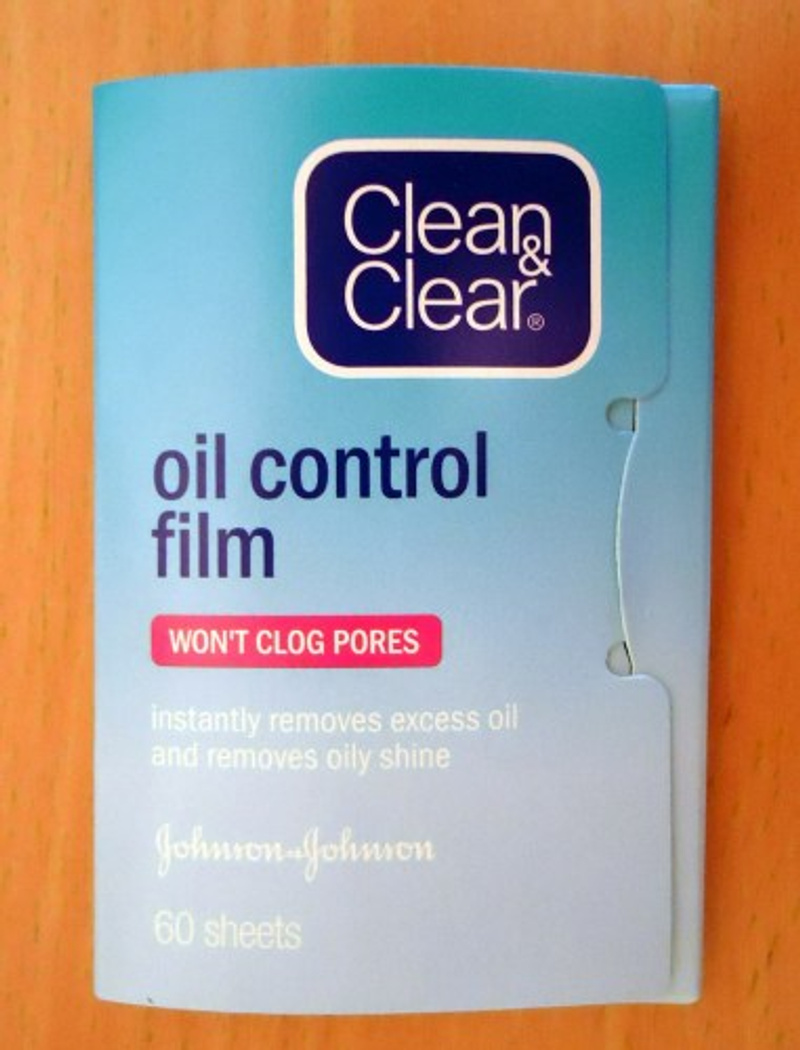 Clean
&
Clear®
oil control
film
WON'T CLOG PORES
instantly removes excess oil
and removes oily shine
Johnson-Johnson
60 sheets